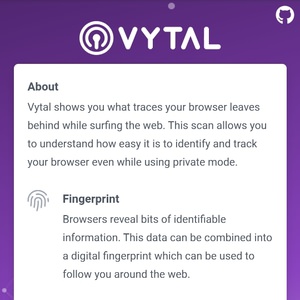 VYTAL
About
Vytal shows you what traces your browser leaves
behind while surfing the web. This scan allows you
to understand how easy it is to identify and track
your browser even while using private mode.
Fingerprint
Browsers reveal bits of identifiable
information. This data can be combined into
a digital fingerprint which can be used to
follow you around the web.